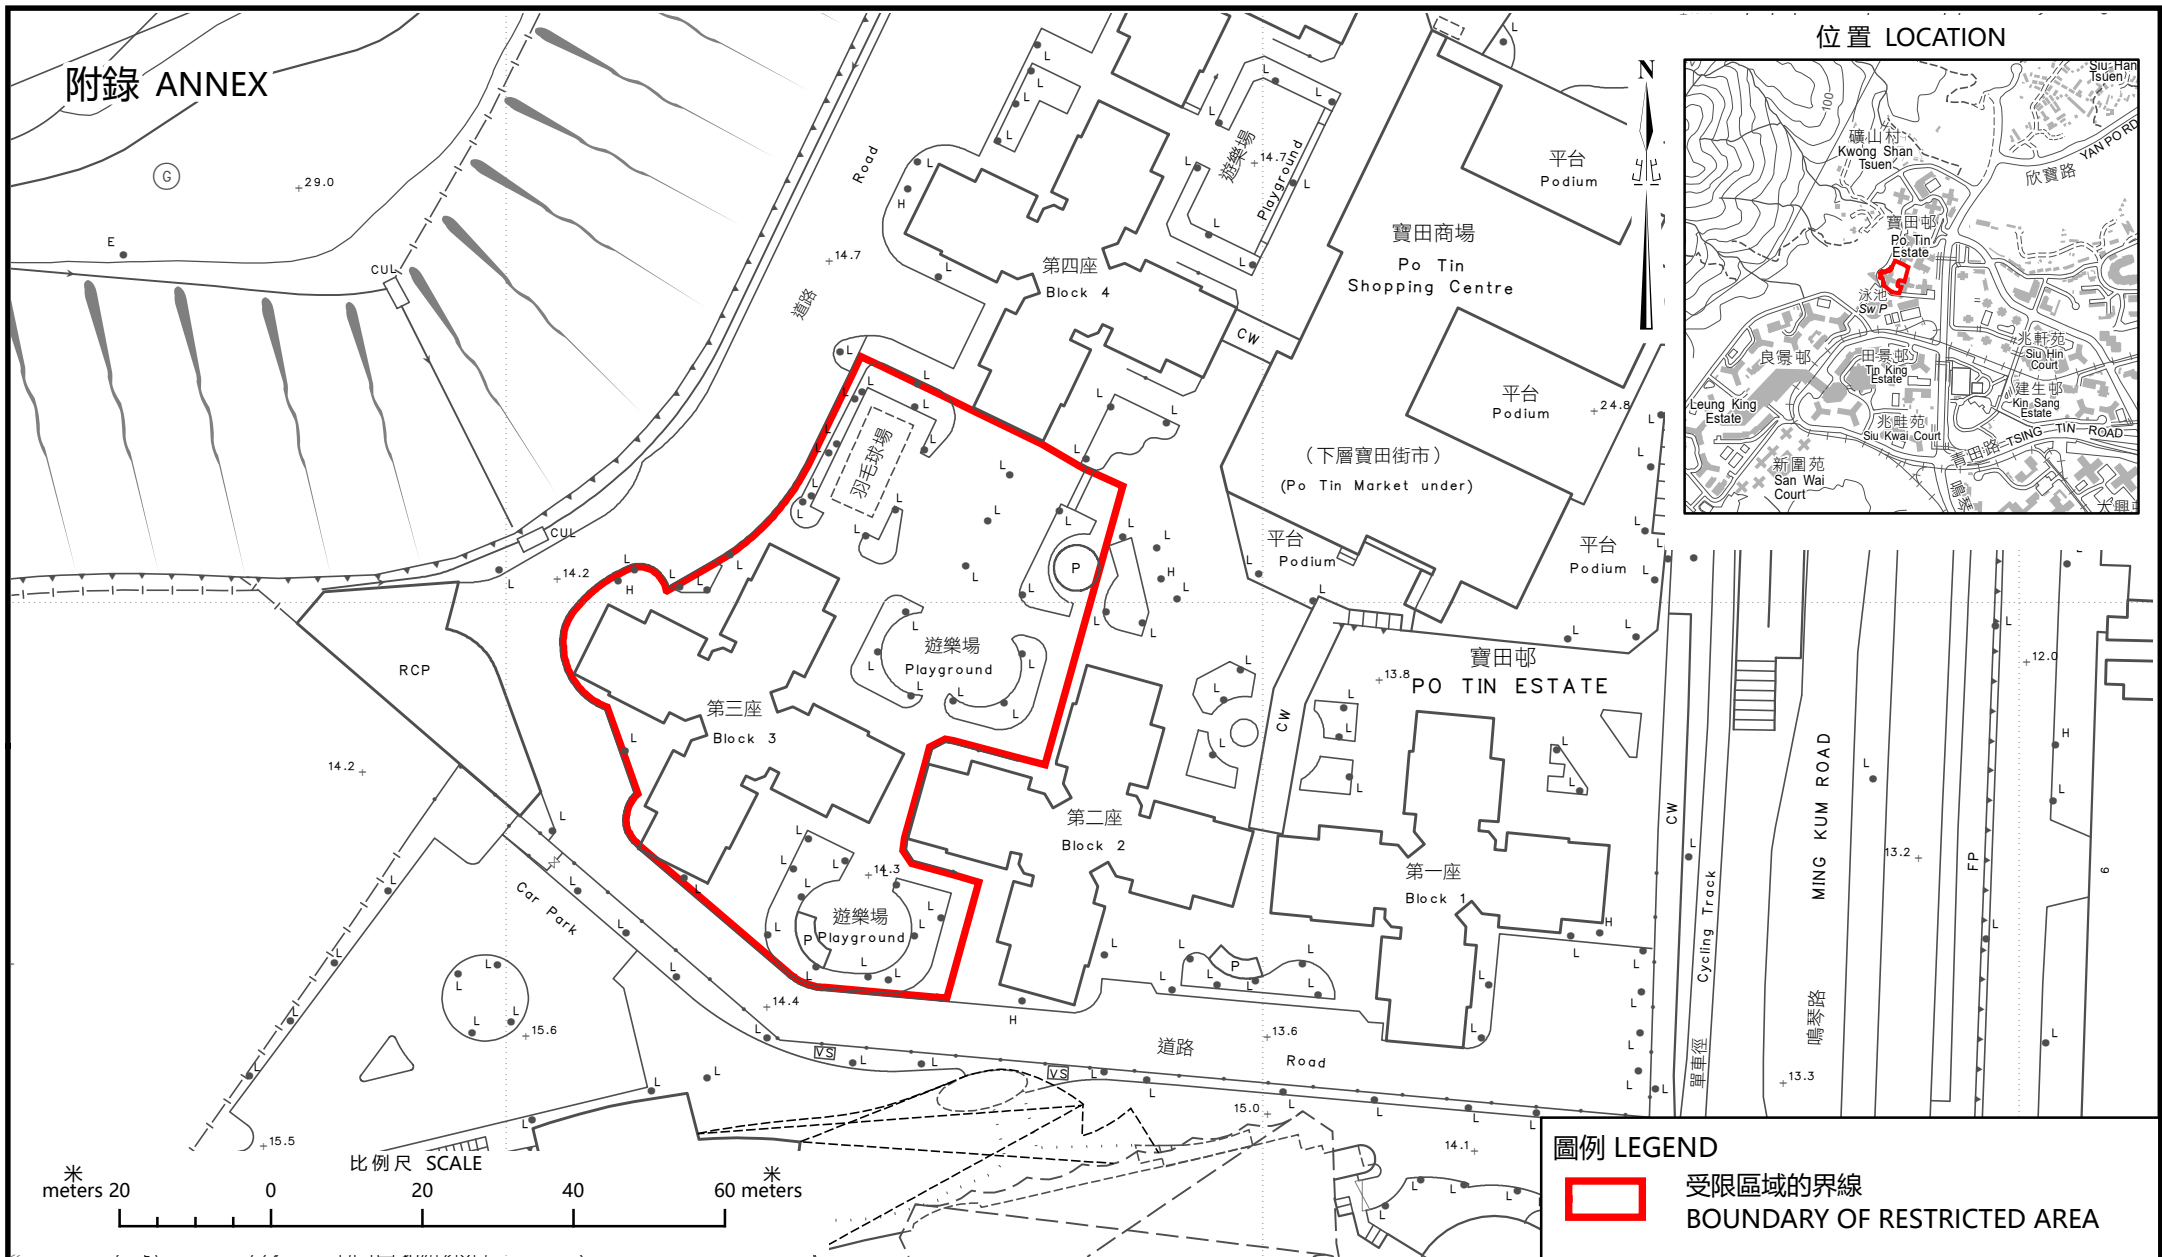 附錄 ANNEX
位置 LOCATION
N
Siu Han
Tsuen
100
礦山村
Kwong Shan
Tsuen
YAN PO RD
欣寶路
寶田邨
Po Tin
Estate
泳池
Sw P
良景邨
田景邨
Tin King
Estate
兆軒苑
Siu Hin
Court
建生邨
Kin Sang
Estate
Leung King
Estate
兆畦苑
Siu Kwai Court
青田路 TSING TIN ROAD
新圍苑
San Wai
Court
鳴琴
大興
G
29.0
E
CUL
CUL
Road
道路
14.7
H
第四座
Block 4
遊樂場
Playground
14.7
平台
Podium
寶田商場
Po Tin
Shopping Centre
CW
平台
Podium
24.8
(下層寶田街市)
(Po Tin Market under)
平台
Podium
平台
Podium
羽毛球場
14.2
H
P
H
RCP
遊樂場
Playground
第三座
Block 3
14.2
寶田邨
PO TIN ESTATE
13.8
CW
第二座
Block 2
第一座
Block 1
H
14.3
遊樂場
Playground
P
P
Car Park
14.4
H
15.6
15.5
VS
VS
道路
Road
13.6
15.0
14.1
CW
Cycling Track
單車徑
MING KUM ROAD
鳴琴路
13.2
13.3
FP
12.0
H
6
比例尺 SCALE
米 米
meters 20 0 20 40 60 meters
圖例 LEGEND
受限區域的界線
BOUNDARY OF RESTRICTED AREA